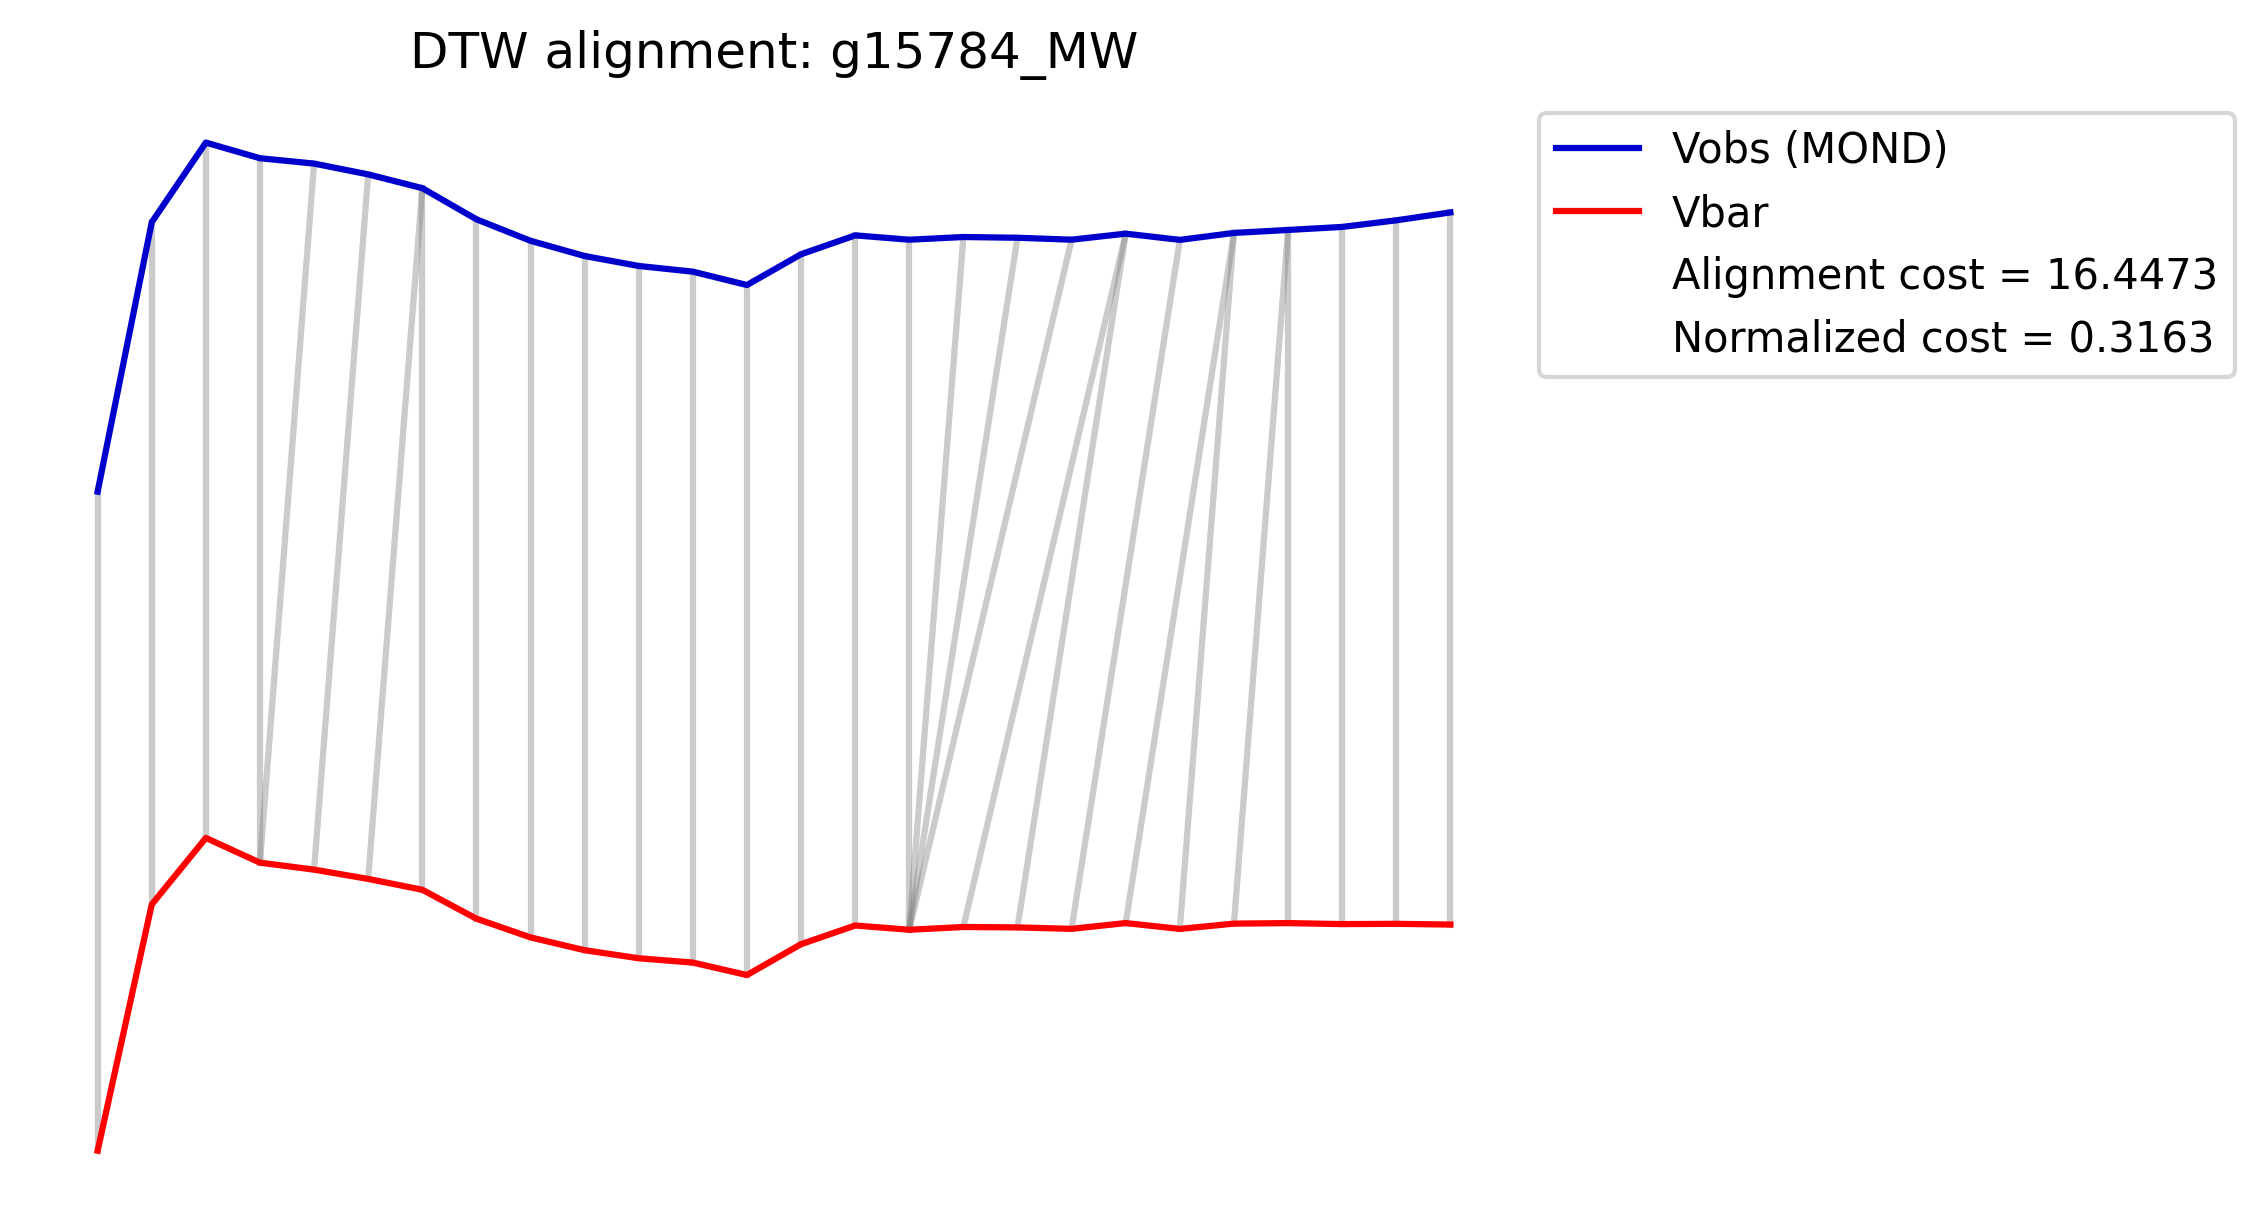 DTW alignment: g15784_MW
Vobs (MOND)
Vbar
Alignment cost = 16.4473
Normalized cost = 0.3163